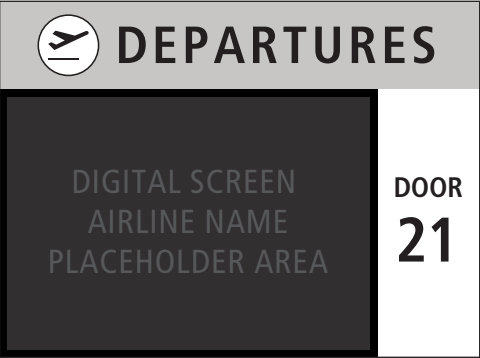 DEPARTURES
DIGITAL SCREEN
AIRLINE NAME
PLACEHOLDER AREA
DOOR
21